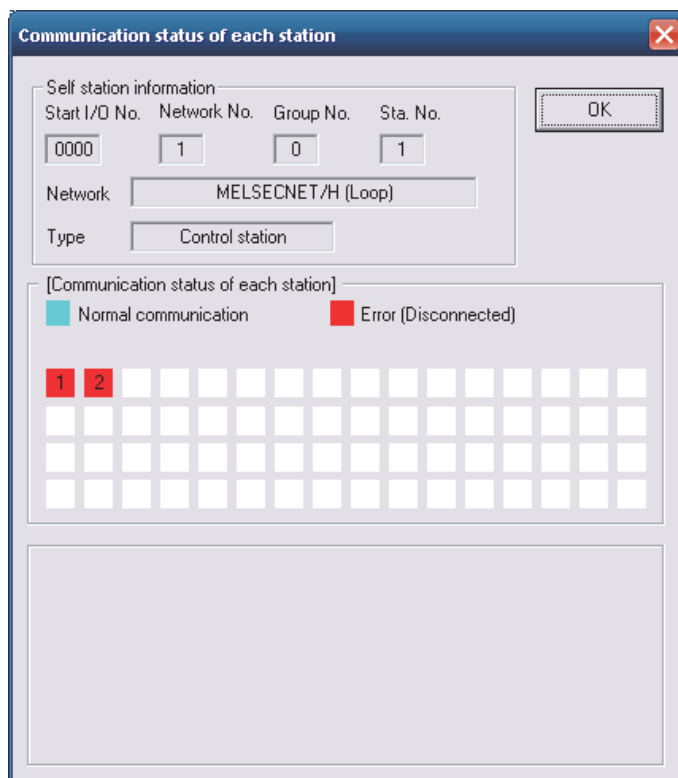 Communication status of each station
Self station information
Start I/O No. Network No. Group No. Sta. No.
0000 1 0 1
OK
Network MELSECNET/H (Loop)
Type Control station
[Communication status of each station]
Normal communication Error (Disconnected)
1 2